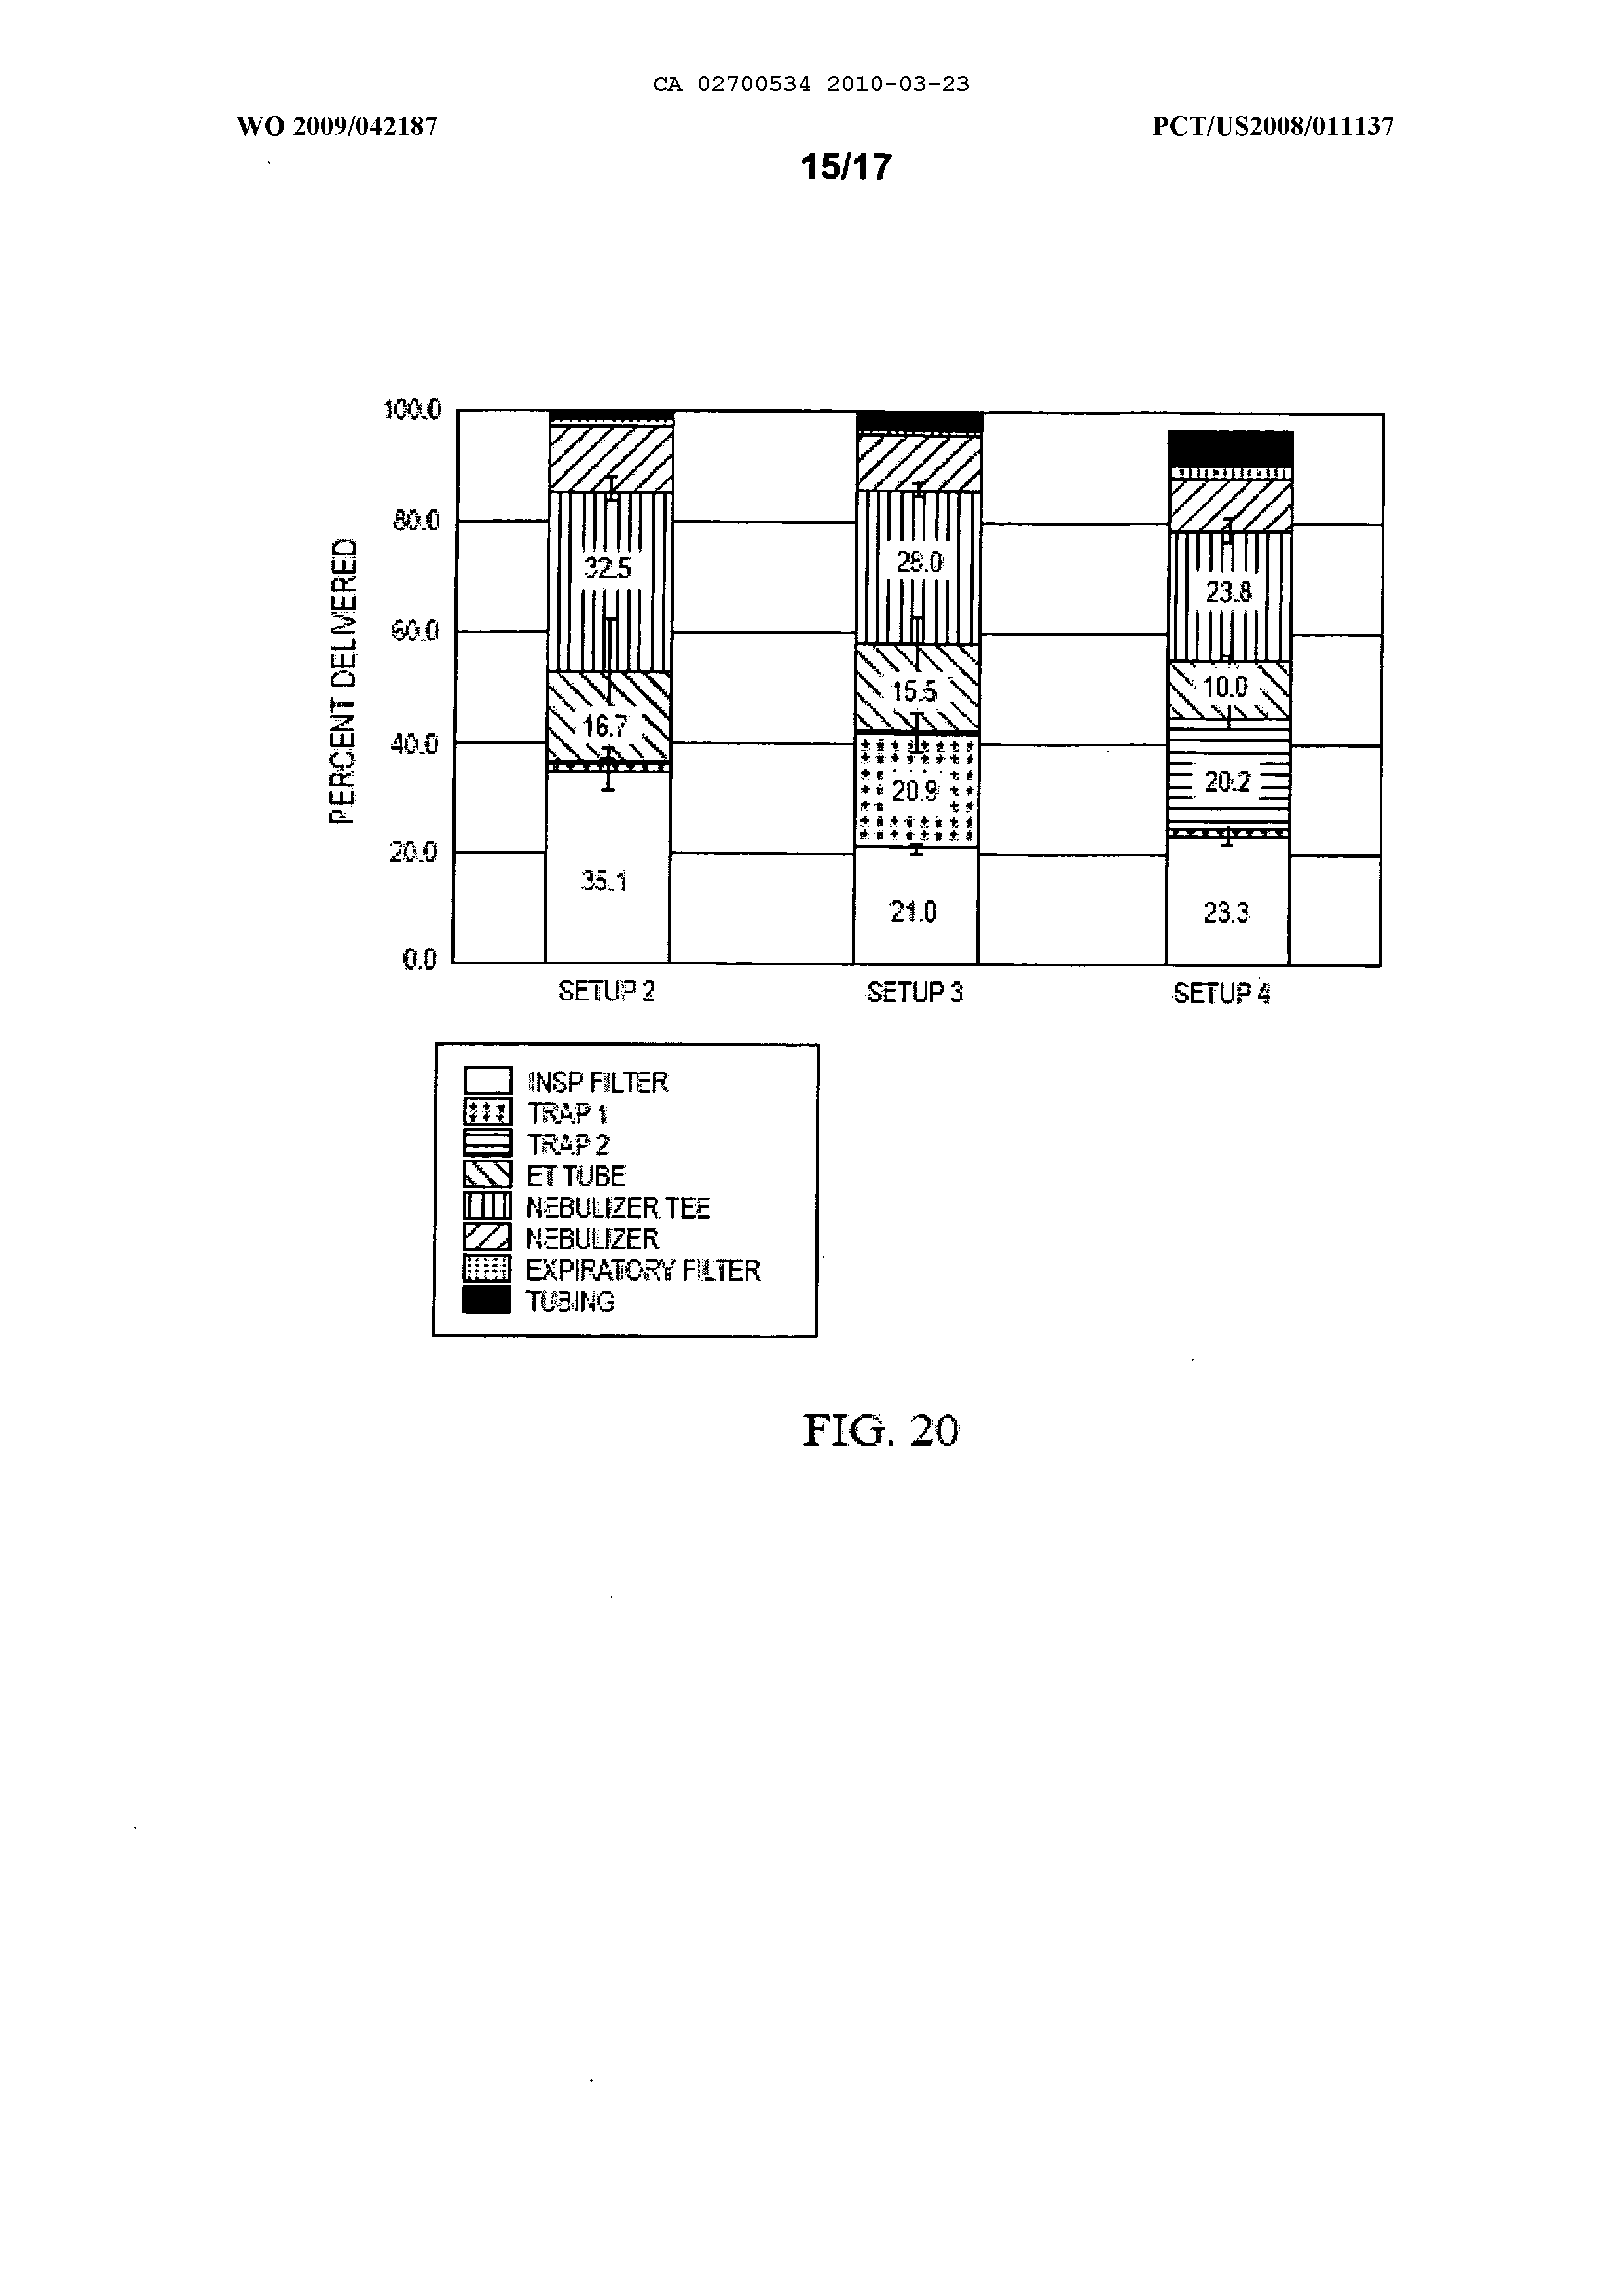 CA 02700534 2010-03-23
WO 2009/042187 PCT/US2008/011137
15/17
100.0
80.0
60.0
40.0
20.0
0.0
PERCENT DELIVERED
32.5
16.7
35.1
28.0
15.5
20.9
21.0
23.8
10.0
20.2
23.3
SETUP 2 SETUP 3 SETUP 4
INSP FILTER
TRAP 1
TRAP 2
ET TUBE
NEBULIZER TEE
NEBULIZER
EXPIRATORY FILTER
TUBING
FIG. 20